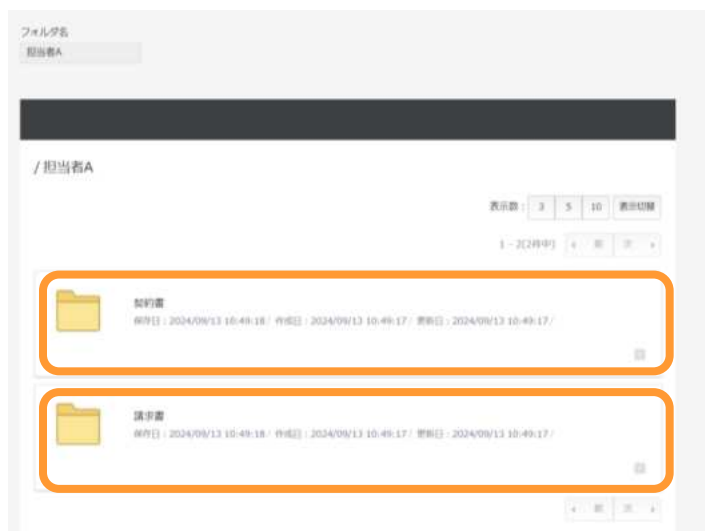 フォルダ名
担当者A
/ 担当者A
表示数 : 3 5 10 表示切替
1 - 2[2件中] 前 次
契約書
保存日 : 2024/09/13 10:49:18 / 作成日 : 2024/09/13 10:49:17 / 更新日 : 2024/09/13 10:49:17 /
請求書
保存日 : 2024/09/13 10:49:18 / 作成日 : 2024/09/13 10:49:17 / 更新日 : 2024/09/13 10:49:17 /
前 次